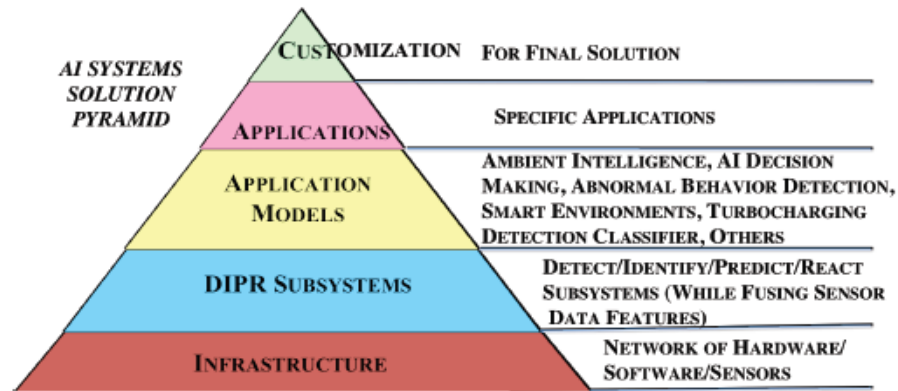 AI SYSTEMS
SOLUTION
PYRAMID
CUSTOMIZATION
FOR FINAL SOLUTION
APPLICATIONS
SPECIFIC APPLICATIONS
APPLICATION
MODELS
AMBIENT INTELLIGENCE, AI DECISION
MAKING, ABNORMAL BEHAVIOR DETECTION,
SMART ENVIRONMENTS, TURBOCHARGING
DETECTION CLASSIFIER, OTHERS
DIPR SUBSYSTEMS
DETECT/IDENTIFY/PREDICT/REACT
SUBSYSTEMS (WHILE FUSING SENSOR
DATA FEATURES)
INFRASTRUCTURE
NETWORK OF HARDWARE/
SOFTWARE/SENSORS